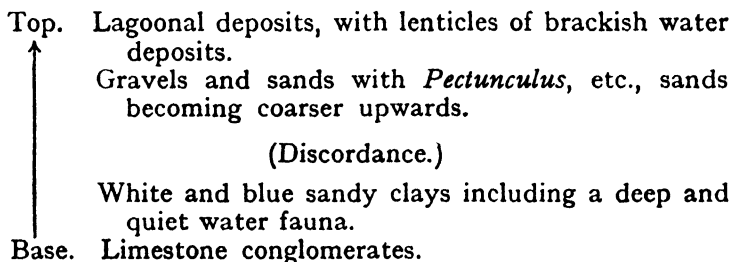 Top. Lagoonal deposits, with lenticles of brackish water
deposits.
Gravels and sands with Pectunculus, etc., sands
becoming coarser upwards.
(Discordance.)
White and blue sandy clays including a deep and
quiet water fauna.
Base. Limestone conglomerates.